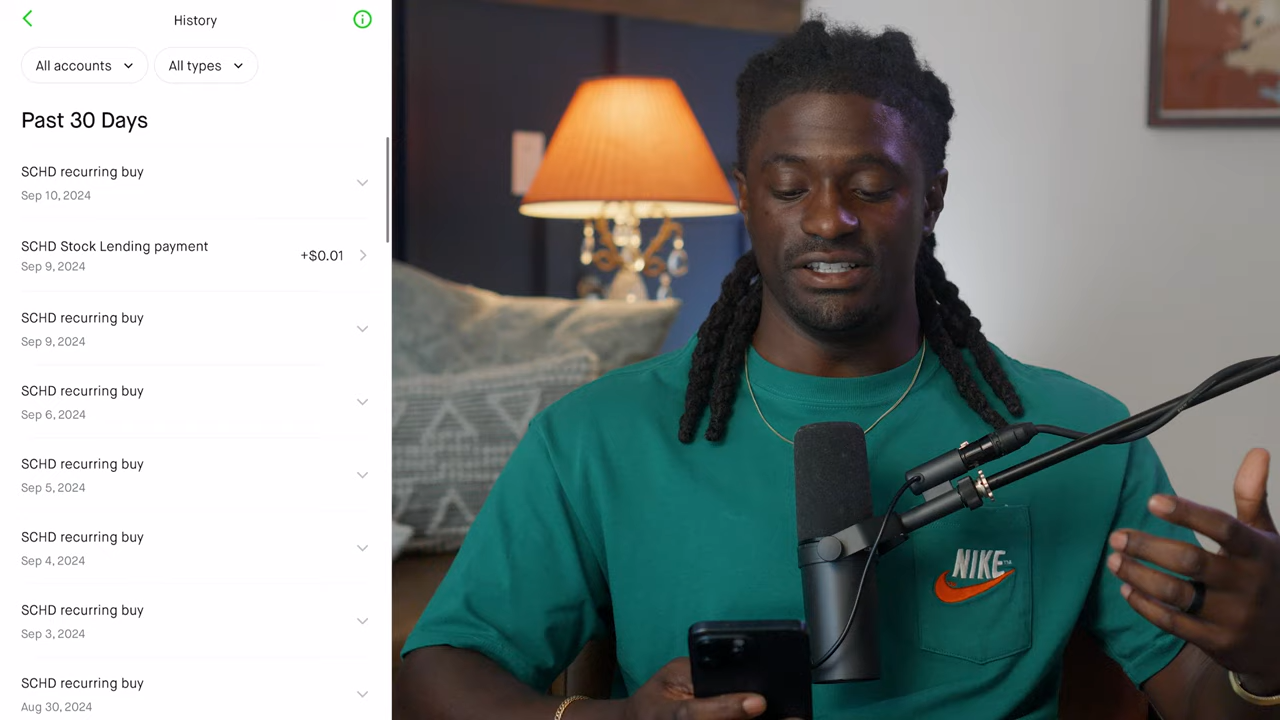 History
All accounts
All types
Past 30 Days
SCHD recurring buy
Sep 10, 2024
SCHD Stock Lending payment
Sep 9, 2024
+$0.01
SCHD recurring buy
Sep 9, 2024
SCHD recurring buy
Sep 6, 2024
SCHD recurring buy
Sep 5, 2024
SCHD recurring buy
Sep 4, 2024
SCHD recurring buy
Sep 3, 2024
SCHD recurring buy
Aug 30, 2024
NIKE™